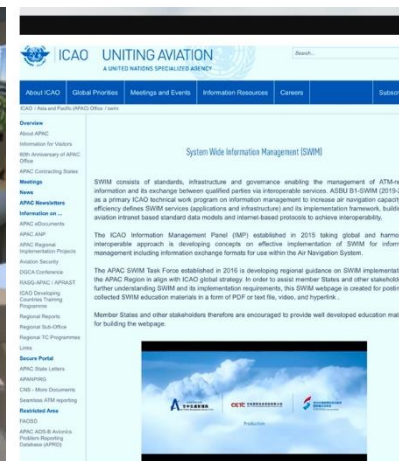 ICAO UNITING AVIATION
A UNITED NATIONS SPECIALIZED AGENCY
Search...
About ICAO Global Priorities Meetings and Events Information Resources Careers Subsc
ICAO / Asia and Pacific (APAC) Office / swim
Overview
About APAC
Information for Visitors
60th Anniversary of APAC
Office
APAC Contracting States
Meetings
News
APAC Newsletters
Information on ...
APAC eDocuments
APAC ANP
APAC Regional
Implementation Projects
Aviation Security
DGCA Conference
RASG-APAC / APRAST
ICAO Developing
Countries Training
Programme
Regional Reports
Regional Sub-Office
Regional TC Programmes
Links
Secure Portal
APAC State Letters
APANPIRG
CNS - More Documents
Seamless ATM reporting
Restricted Area
FACOSD
APAC ADS-B Avionics
Problem Reporting
Database (APRD)
System Wide Information Management (SWIM)
SWIM consists of standards, infrastructure and governance enabling the management of ATM-re
information and its exchange between qualified parties via interoperable services. ASBU B1-SWIM (2019-2
as a primary ICAO technical work program on information management to increase air navigation capacity
efficiency defines SWIM services (applications and infrastructure) and its implementation framework, buildin
aviation intranet based standard data models and internet-based protocols to achieve interoperability.
The ICAO Information Management Panel (IMP) established in 2015 taking global and harmo
interoperable approach is developing concepts on effective implementation of SWIM for inform
management including information exchange formats for use within the Air Navigation System.
The APAC SWIM Task Force established in 2016 is developing regional guidance on SWIM implementat
the APAC Region in align with ICAO global strategy. In order to assist member States and other stakehold
further understanding SWIM and its implementation requirements, this SWIM webpage is created for postin
collected SWIM education materials in a form of PDF or text file, video, and hyperlink .
Member States and other stakeholders therefore are encouraged to provide well developed education mat
for building the webpage.
CETC
Production